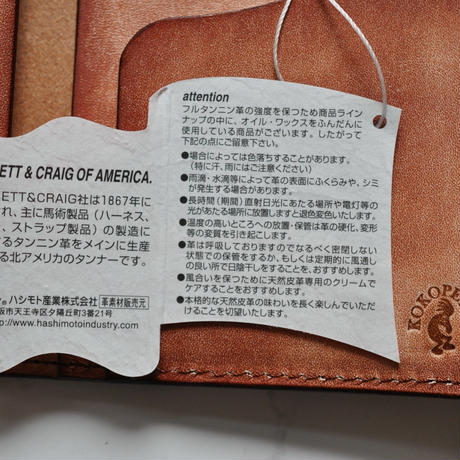 ETT & CRAIG OF AMERICA.
ETT&CRAIG社は1867年に
れ、主に馬術製品（ハーネス、
、ストラップ製品）の製造に
るタンニン革をメインに生産
る北アメリカのタンナーです。
ハシモト産業株式会社 革素材販売元
阪市天王寺区夕陽丘町3番21号
://www.hashimotoindustry.com/
attention
フルタンニン革の強度を保つため商品ライン
ナップの中に、オイル・ワックスをふんだんに
使用している商品がございます。したがって
下記の点にご留意下さい。
●場合によっては色落ちすることがあります。
（特に汗、雨にはご注意ください）
●雨滴・水滴等によって革の表面にふくらみや、シミ
が発生する場合があります。
●長時間（期間）直射日光にあたる場所や電灯等の
光があたる場所に放置しますと退色変色いたします。
●温度の高いところへの放置・保管は革の硬化、変形
等の変質を引き起こします。
●革は呼吸しておりますのでなるべく密閉しない
状態での保管をするか、もしくは定期的に風通し
の良い所で日陰干しをすることを、おすすめします。
●風合いを保つために天然皮革専用のクリームで
ケアすることをおすすめします。
●本格的な天然皮革の味わいを長く楽しんでいただ
けることを切望いたします。
KOKOPE